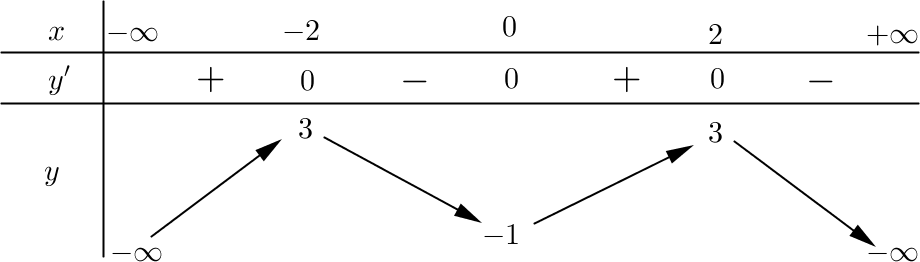 x −∞ −2 0 2 +∞
y′ + 0 − 0 + 0 −
3 3
y
−1
−∞ −∞